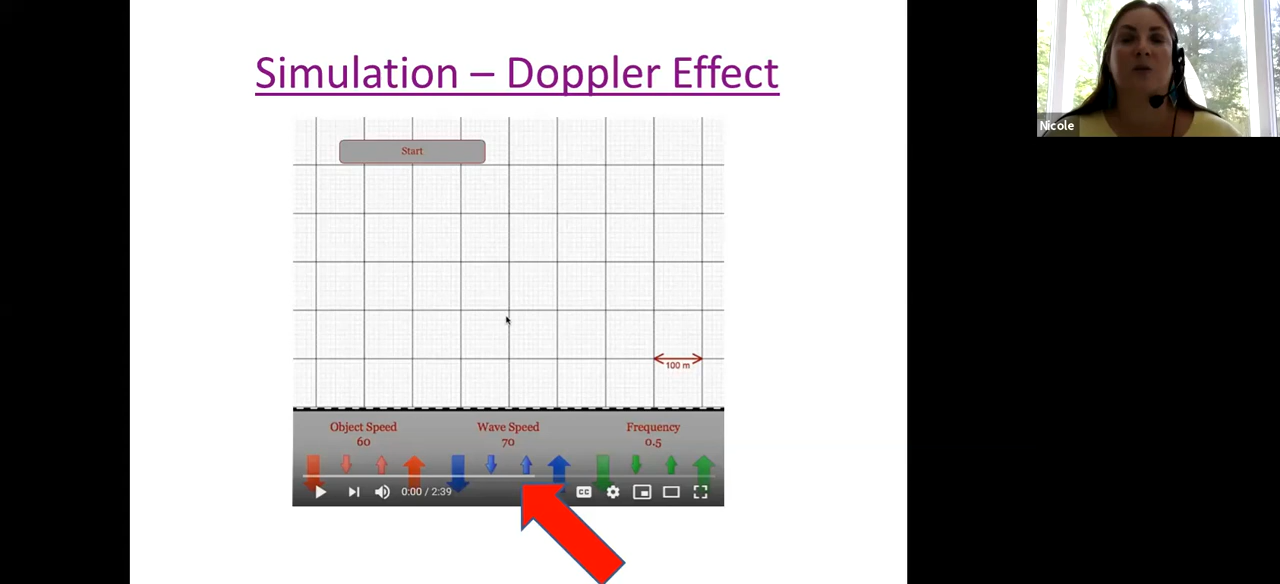 Simulation – Doppler Effect
Nicole
Start
100 m
Object Speed
60
Wave Speed
70
Frequency
0.5
0:00 / 2:39
CC